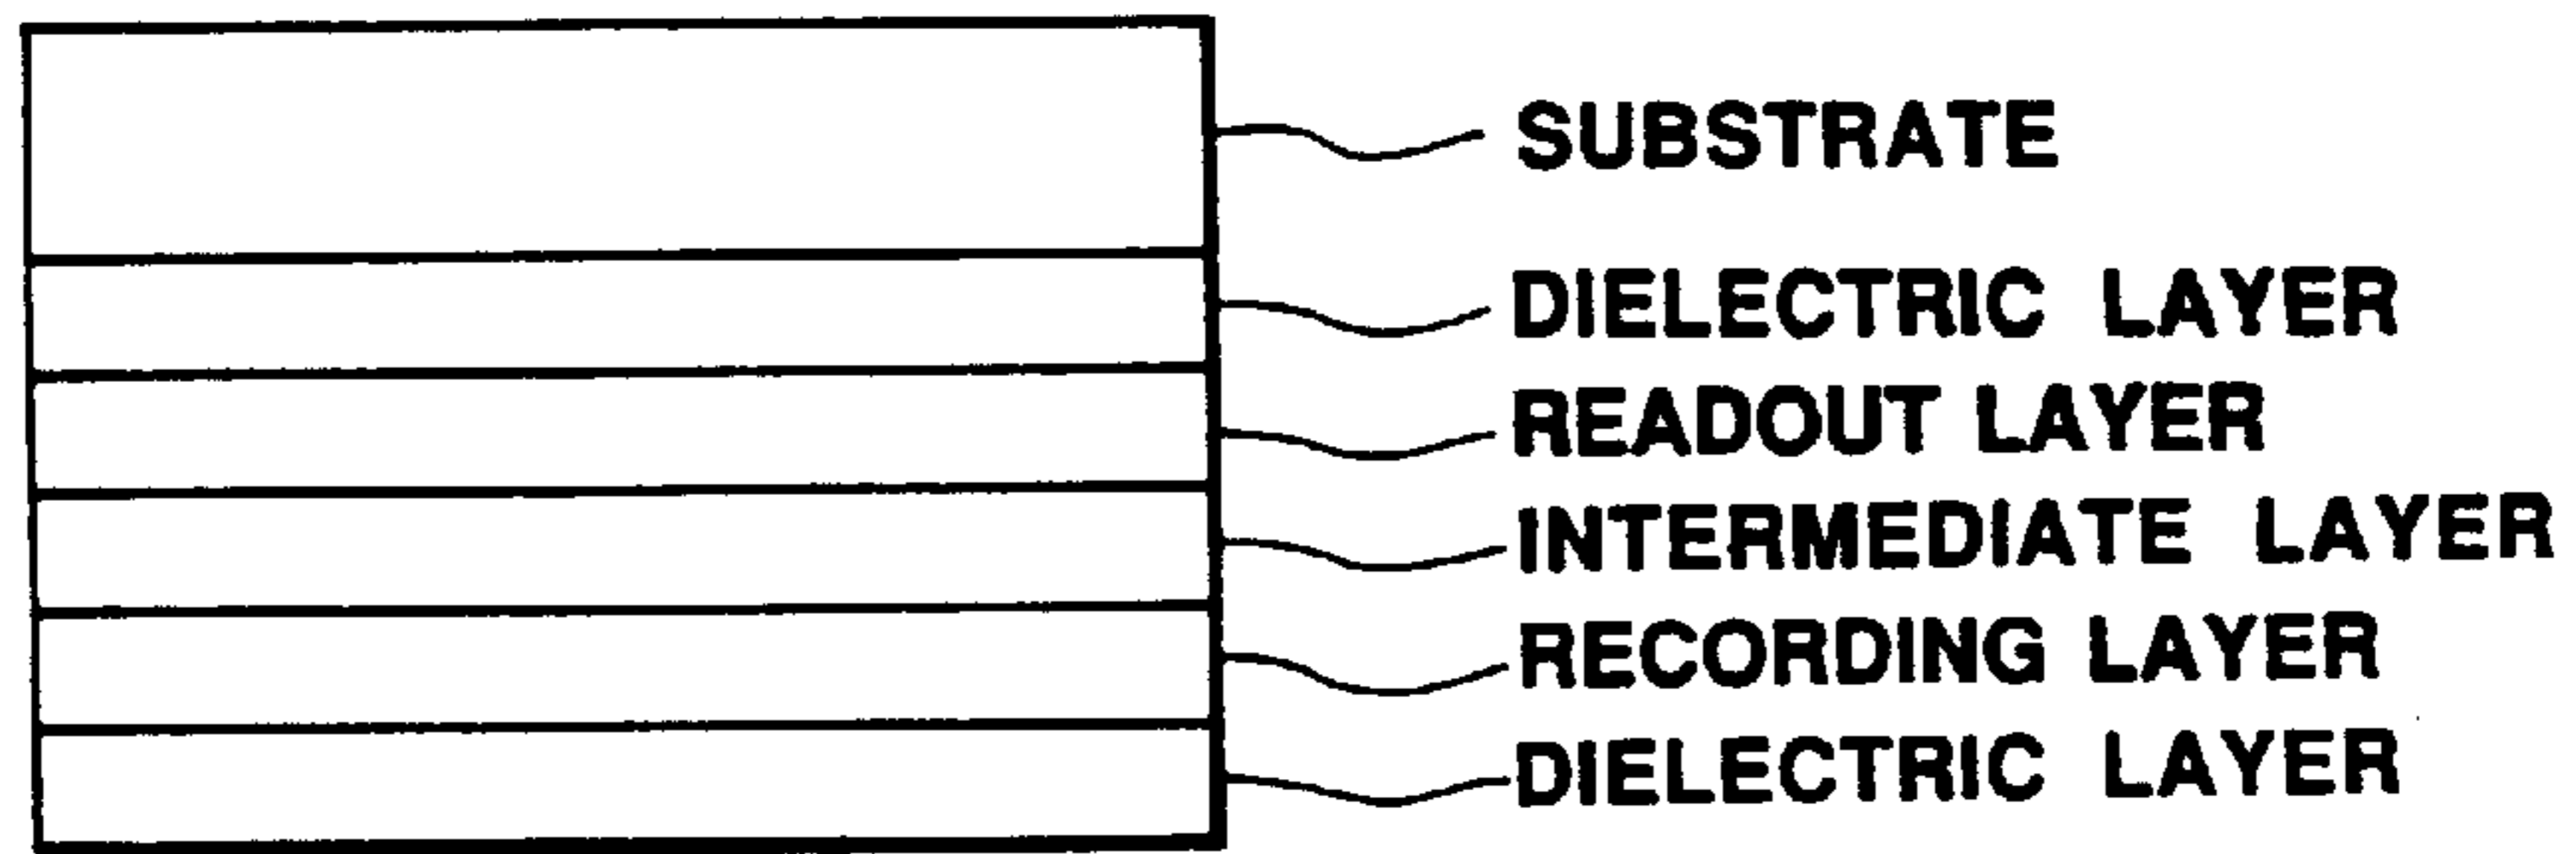 SUBSTRATE
DIELECTRIC LAYER
READOUT LAYER
INTERMEDIATE LAYER
RECORDING LAYER
DIELECTRIC LAYER